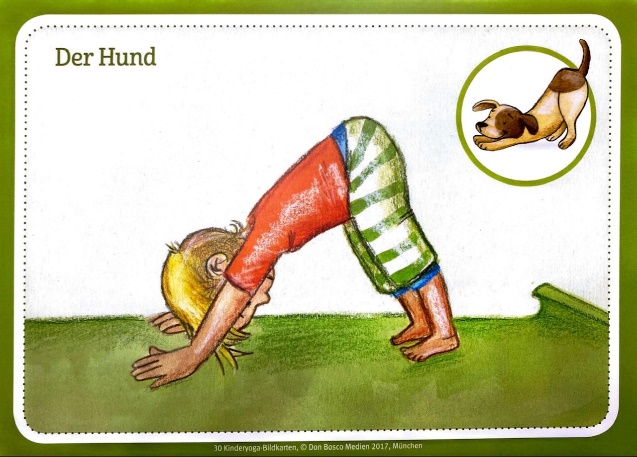 Der Hund
30 Kinderyoga-Bildkarten, © Don Bosco Medien 2017, München